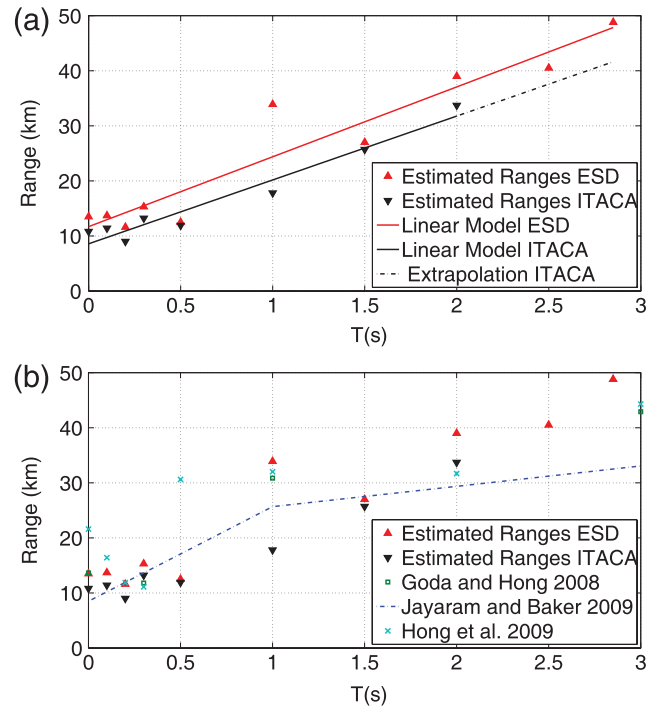 (a)
50
40
30
20
10
0
Range (km)
0 0.5 1 1.5 2 2.5 3
T(s)
Estimated Ranges ESD
Estimated Ranges ITACA
Linear Model ESD
Linear Model ITACA
Extrapolation ITACA
(b)
50
40
30
20
10
0
Range (km)
0 0.5 1 1.5 2 2.5 3
T(s)
Estimated Ranges ESD
Estimated Ranges ITACA
Goda and Hong 2008
Jayaram and Baker 2009
Hong et al. 2009